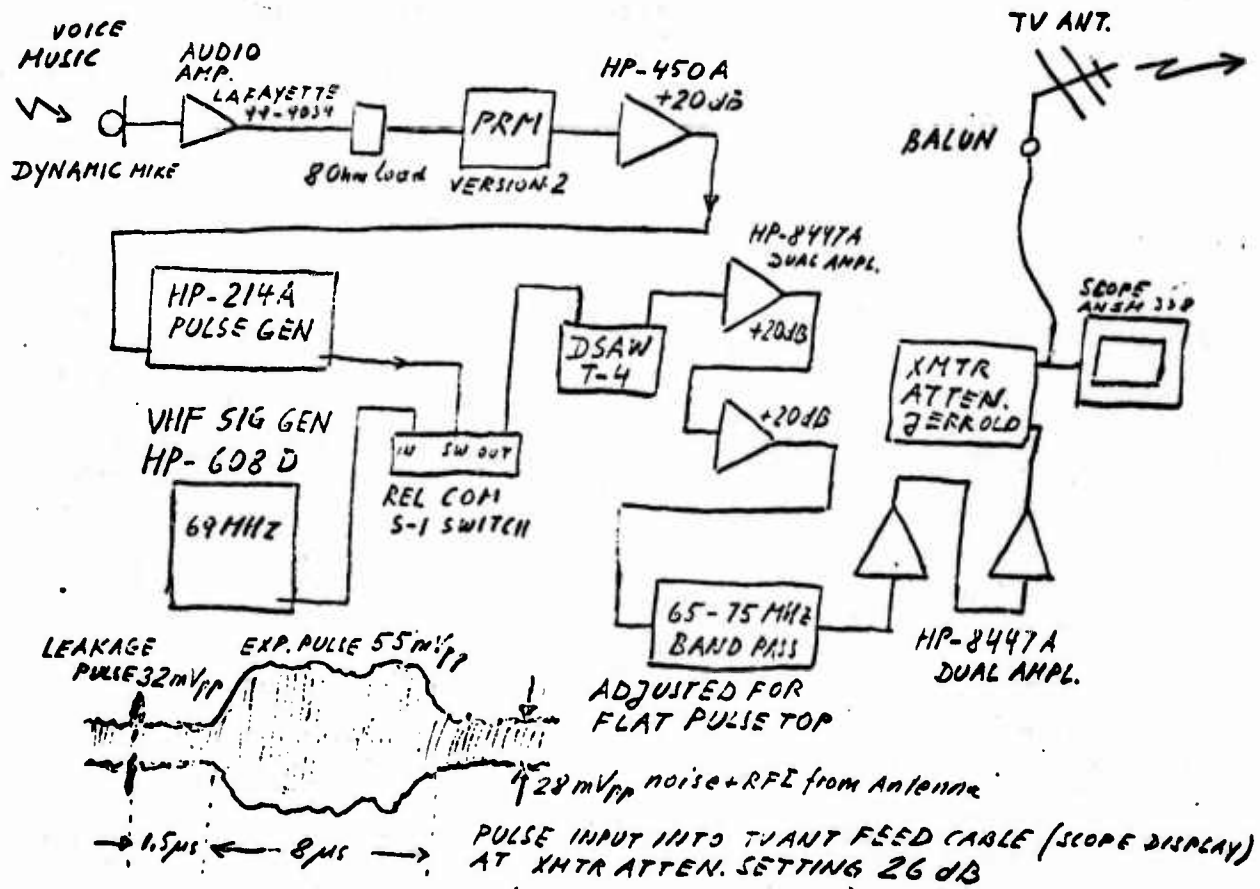 VOICE
MUSIC
DYNAMIC MIKE
AUDIO
AMP.
LAFAYETTE
8 Ohm Load
PRM
VERSION-2
HP-450A
+20dB
TV ANT.
BALUN
HP-214A
PULSE GEN
VHF SIG GEN
HP-608D
69MHz
IN SW OUT
REL COM
S-1 SWITCH
DSAW
T-4
HP-8447A
DUAL AMPL.
+20dB
+20dB
SCOPE
XMTR
ATTEN.
JERROLD
65-75 MHz
BAND PASS
ADJUSTED FOR
FLAT PULSE TOP
HP-8447A
DUAL AMPL.
LEAKAGE
PULSE 32mVpp
EXP. PULSE 55mVpp
28mVpp noise+RFI from Antenna
1.5µs
8µs
PULSE INPUT INTO TV ANT FEED CABLE (SCOPE DISPLAY)
AT XMTR ATTEN. SETTING 26 dB